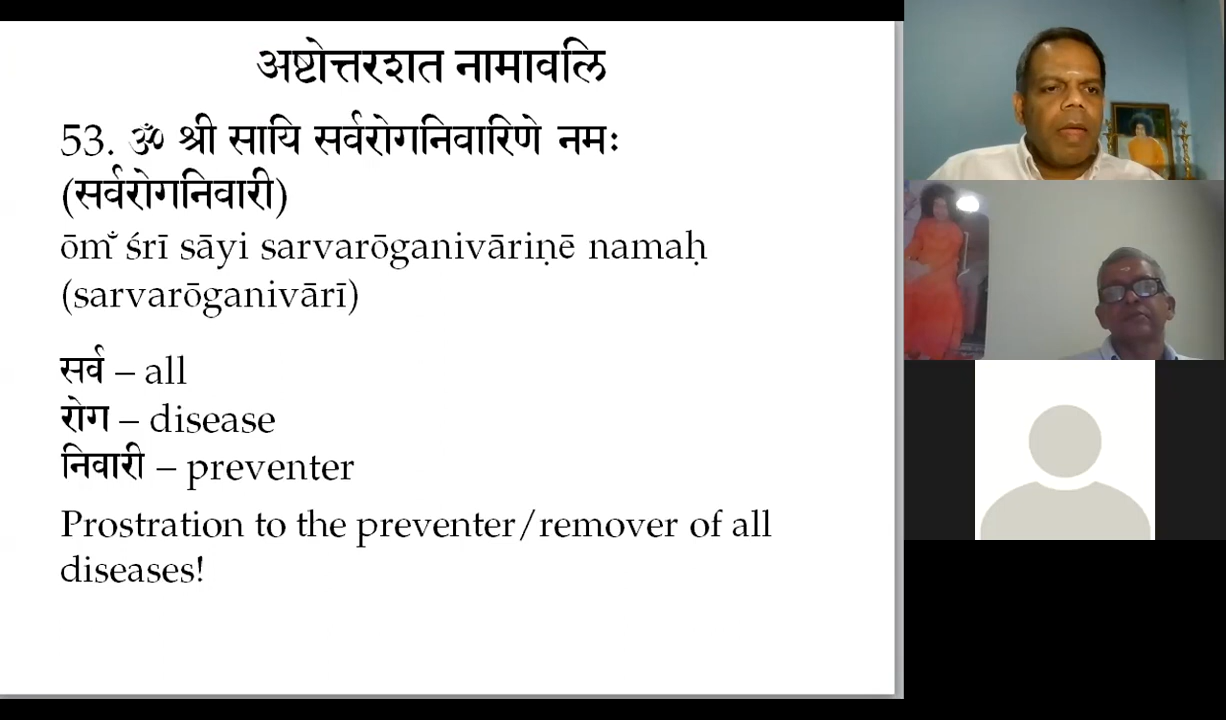 अष्टोत्तरशत नामावलि
53. ॐ श्री सायि सर्वरोगनिवारिणे नमः
(सर्वरोगनिवारी)
ōm̐ śrī sāyi sarvarōganivāriṇē namaḥ
(sarvarōganivārī)
सर्व – all
रोग – disease
निवारी – preventer
Prostration to the preventer/remover of all
diseases!